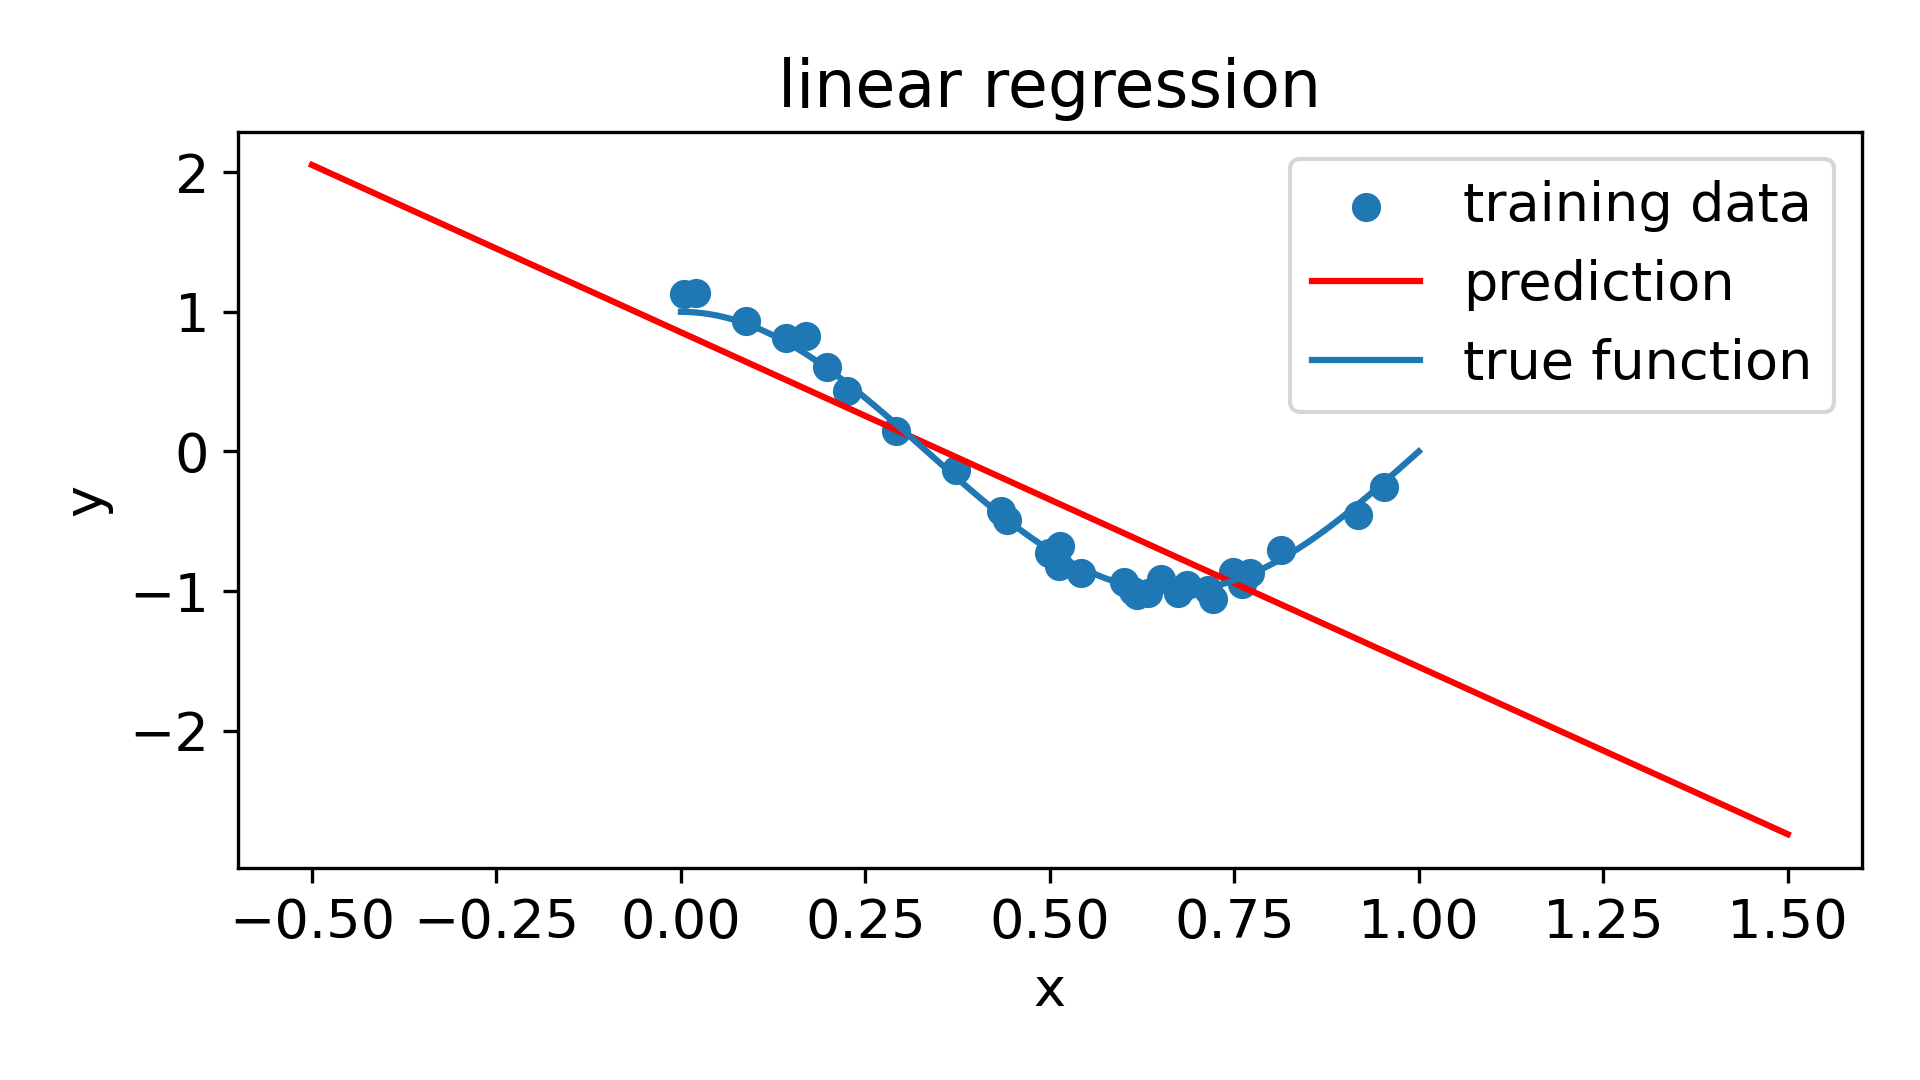 linear regression
training data
prediction
true function
2
1
0
−1
−2
y
−0.50 −0.25 0.00 0.25 0.50 0.75 1.00 1.25 1.50
x